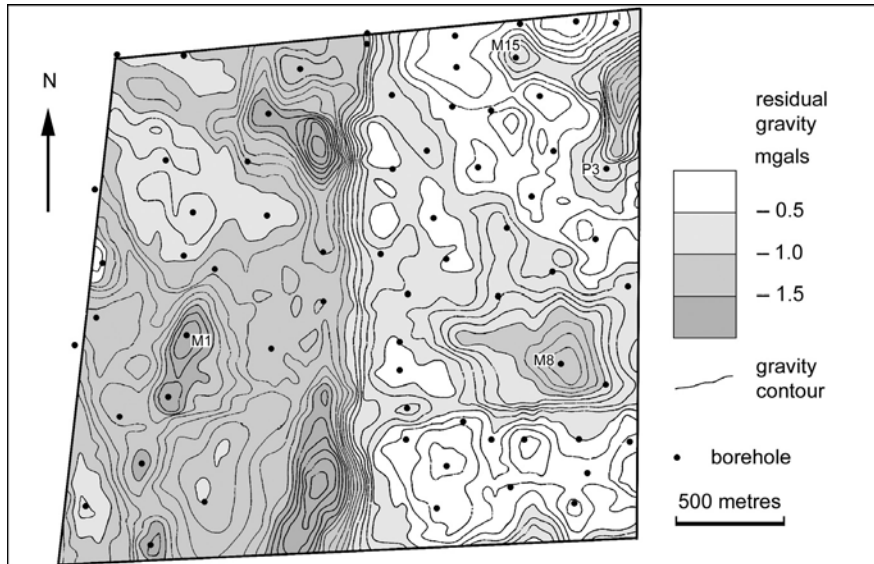 N
M15
P3
M1
M8
residual
gravity
mgals
– 0.5
– 1.0
– 1.5
gravity
contour
borehole
500 metres